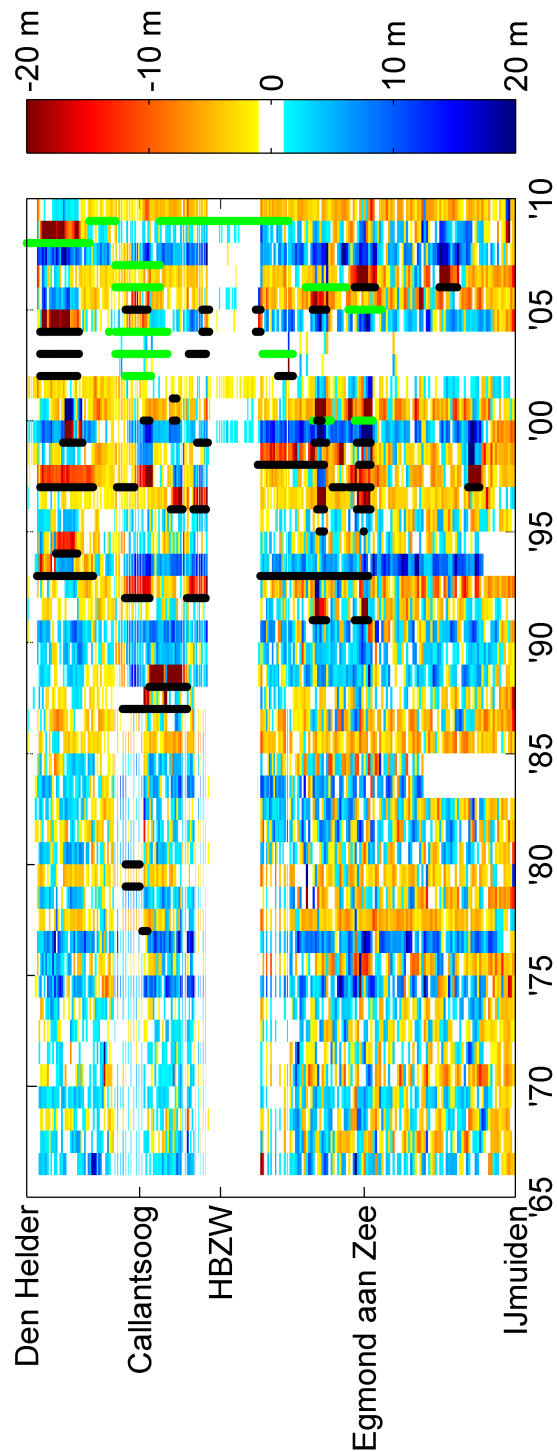 -20 m
-10 m
0
10 m
20 m
Den Helder
Callantsoog
HBZW
Egmond aan Zee
IJmuiden
'65
'70
'75
'80
'85
'90
'95
'00
'05
'10